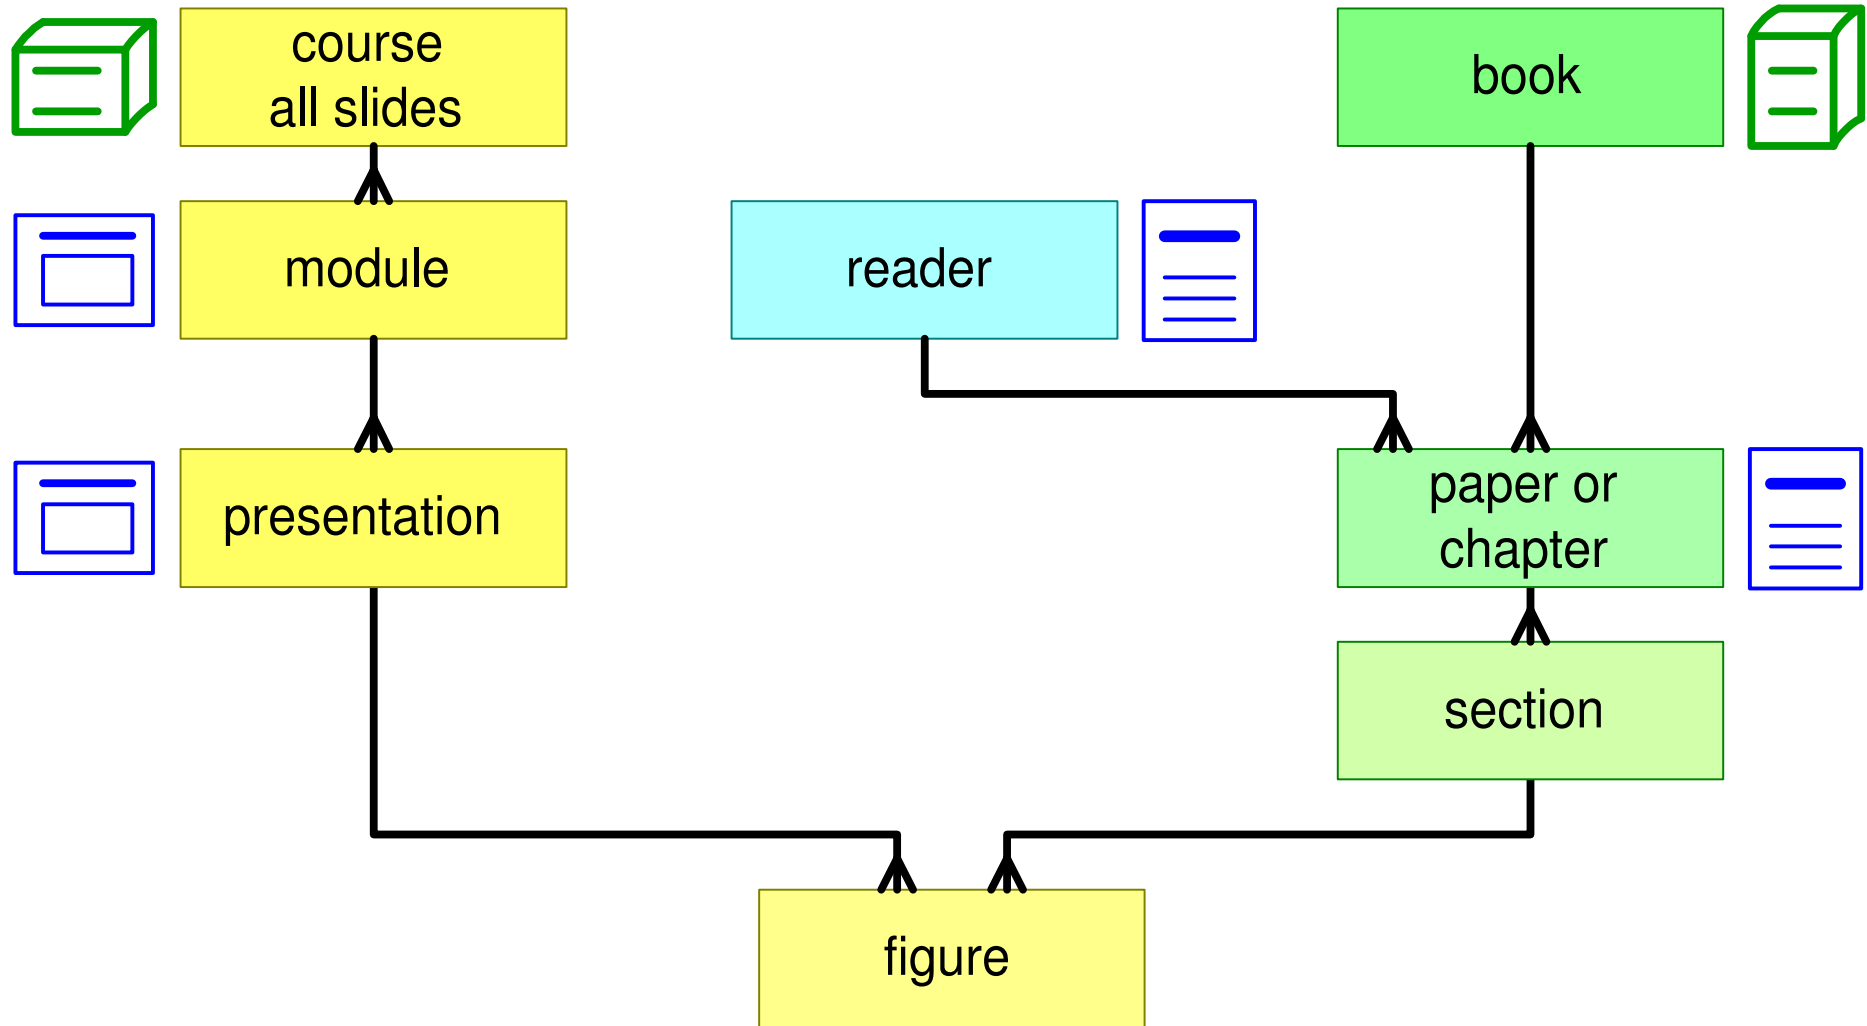 course
all slides
book
module
reader
presentation
paper or
chapter
section
figure